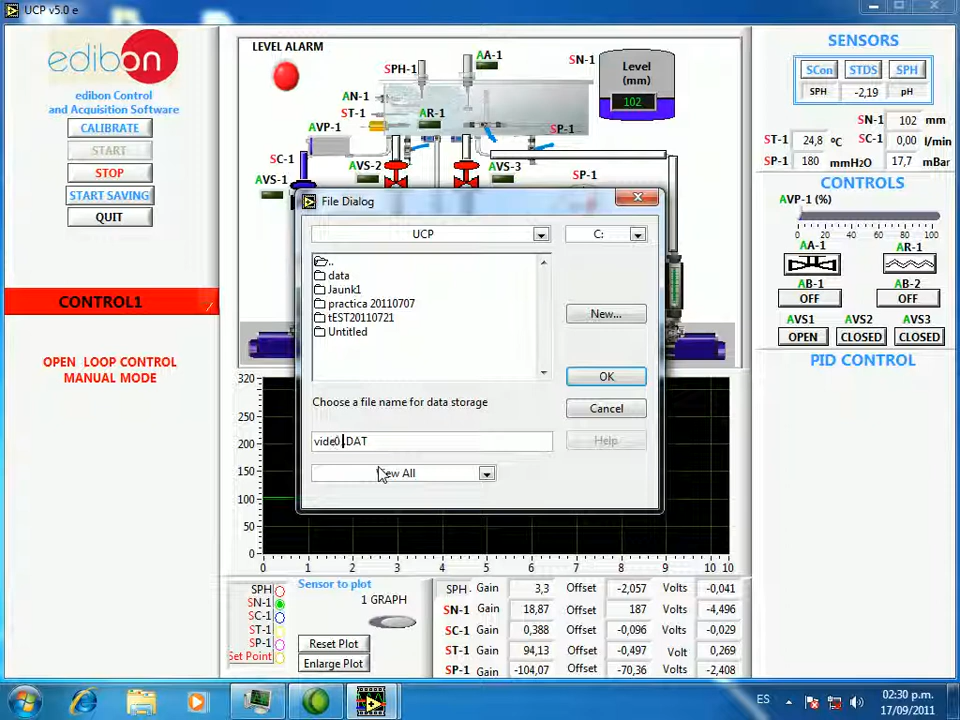 UCP v5.0 e
edibon
edibon Control
and Acquisition Software
CALIBRATE
START
STOP
START SAVING
QUIT
CONTROL1
OPEN LOOP CONTROL
MANUAL MODE
LEVEL ALARM
SPH-1
AA-1
SN-1
Level
(mm)
102
AN-1
ST-1
AR-1
AVP-1
SP-1
SC-1
AVS-2
AVS-3
AVS-1
SP-1
File Dialog
UCP
C:
..
data
Jaunk1
practica 20110707
tEST20110721
Untitled
New...
OK
Choose a file name for data storage
Cancel
vide0.DAT
Help
View All
320
250
200
150
100
50
0
0 1 2 3 4 5 6 7 8 9 10 10
SENSORS
SCon STDS SPH
SPH -2,19 pH
SN-1 102 mm
ST-1 24,8 ºC SC-1 0,00 l/min
SP-1 180 mmH2O 17,7 mBar
CONTROLS
AVP-1 (%)
0 20 40 60 80 100
AA-1 AR-1
AB-1 AB-2
OFF OFF
AVS1 AVS2 AVS3
OPEN CLOSED CLOSED
PID CONTROL
Sensor to plot
SPH
SN-1
SC-1
ST-1
SP-1
Set Point
1 GRAPH
Reset Plot
Enlarge Plot
SPH. Gain 3,3 Offset -2,057 Volts -0,041
SN-1 Gain 18,87 Offset 187 Volts -4,496
SC-1 Gain 0,388 Offset -0,096 Volts -0,029
ST-1 Gain 94,13 Offset -0,497 Volt 0,269
SP-1 Gain -104,07 Offset -70,36 Volts -2,408
ES
02:30 p.m.
17/09/2011